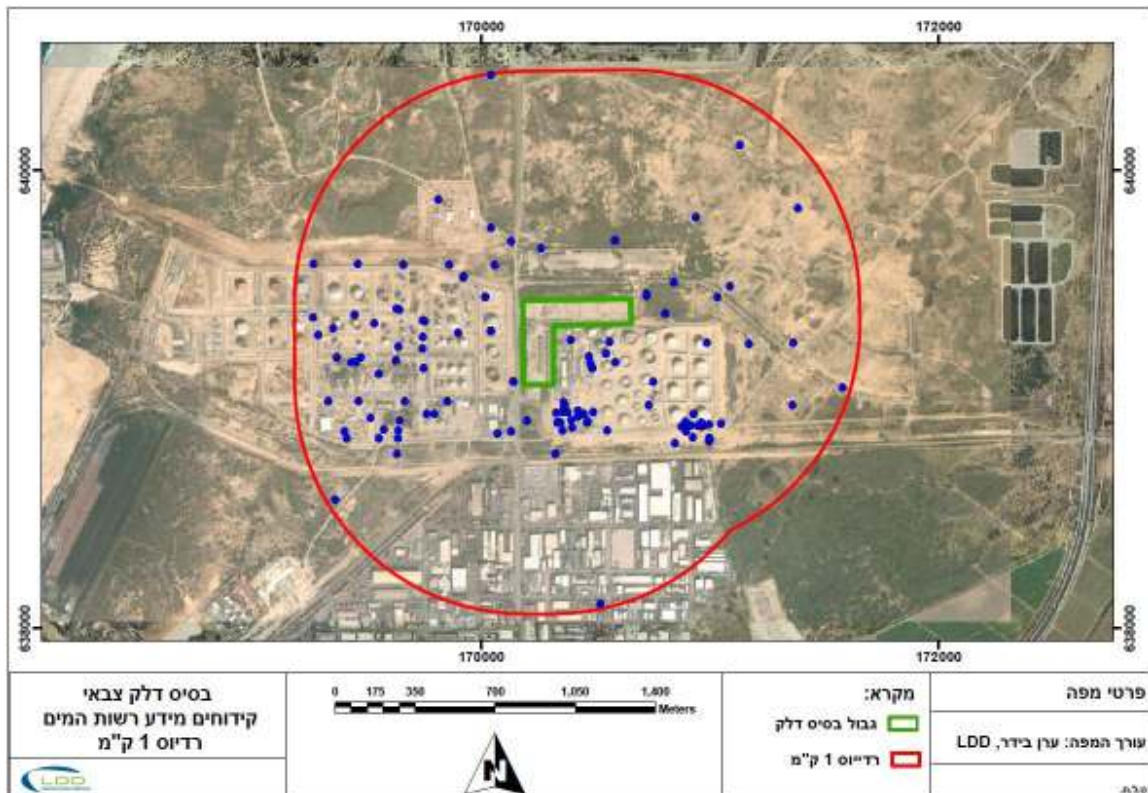 170000
172000
640000
640000
638000
638000
170000
172000
בסיס דלק צבאי
קידוחים מידע רשות המים
רדיוס 1 ק"מ
LDD
0 175 350 700 1,050 1,400
Meters
N
מקרא:
גבול בסיס דלק
רדייוס 1 ק"מ
פרטי מפה
עורך המפה: ערן בידר, LDD